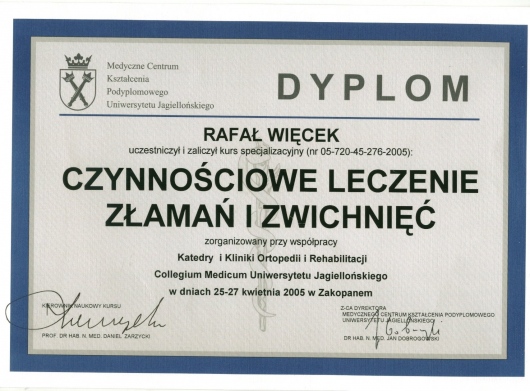 Medyczne Centrum
Kształcenia
Podyplomowego
Uniwersytetu Jagiellońskiego
DYPLOM
RAFAŁ WIĘCEK
uczestniczył i zaliczył kurs specjalizacyjny (nr 05-720-45-276-2005):
CZYNNOŚCIOWE LECZENIE
ZŁAMAŃ I ZWICHNIĘĆ
zorganizowany przy współpracy
Katedry i Kliniki Ortopedii i Rehabilitacji
Collegium Medicum Uniwersytetu Jagiellońskiego
w dniach 25-27 kwietnia 2005 w Zakopanem
KIEROWNIK NAUKOWY KURSU
PROF. DR HAB. N. MED. DANIEL ZARZYCKI
Z-CA DYREKTORA
MEDYCZNEGO CENTRUM KSZTAŁCENIA PODYPLOMOWEGO
UNIWERSYTETU JAGIELLOŃSKIEGO
DR HAB. N. MED. JAN DOBROGOWSKI